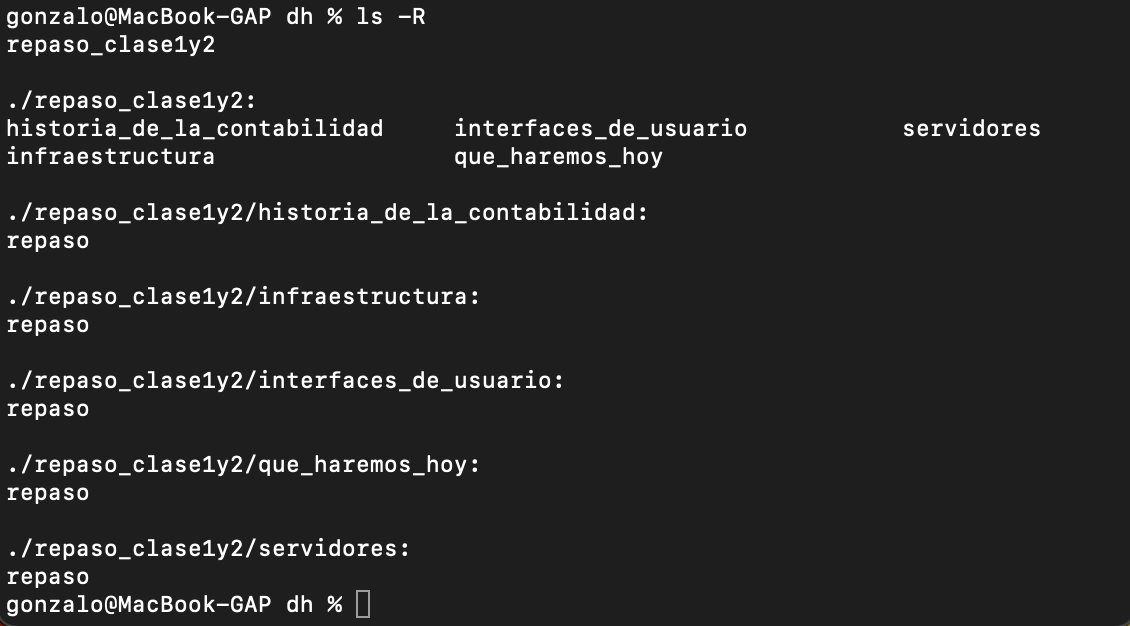 gonzalo@MacBook-GAP dh % ls -R
repaso_clase1y2

./repaso_clase1y2:
historia_de_la_contabilidad     interfaces_de_usuario           servidores
infraestructura                 que_haremos_hoy

./repaso_clase1y2/historia_de_la_contabilidad:
repaso

./repaso_clase1y2/infraestructura:
repaso

./repaso_clase1y2/interfaces_de_usuario:
repaso

./repaso_clase1y2/que_haremos_hoy:
repaso

./repaso_clase1y2/servidores:
repaso
gonzalo@MacBook-GAP dh %